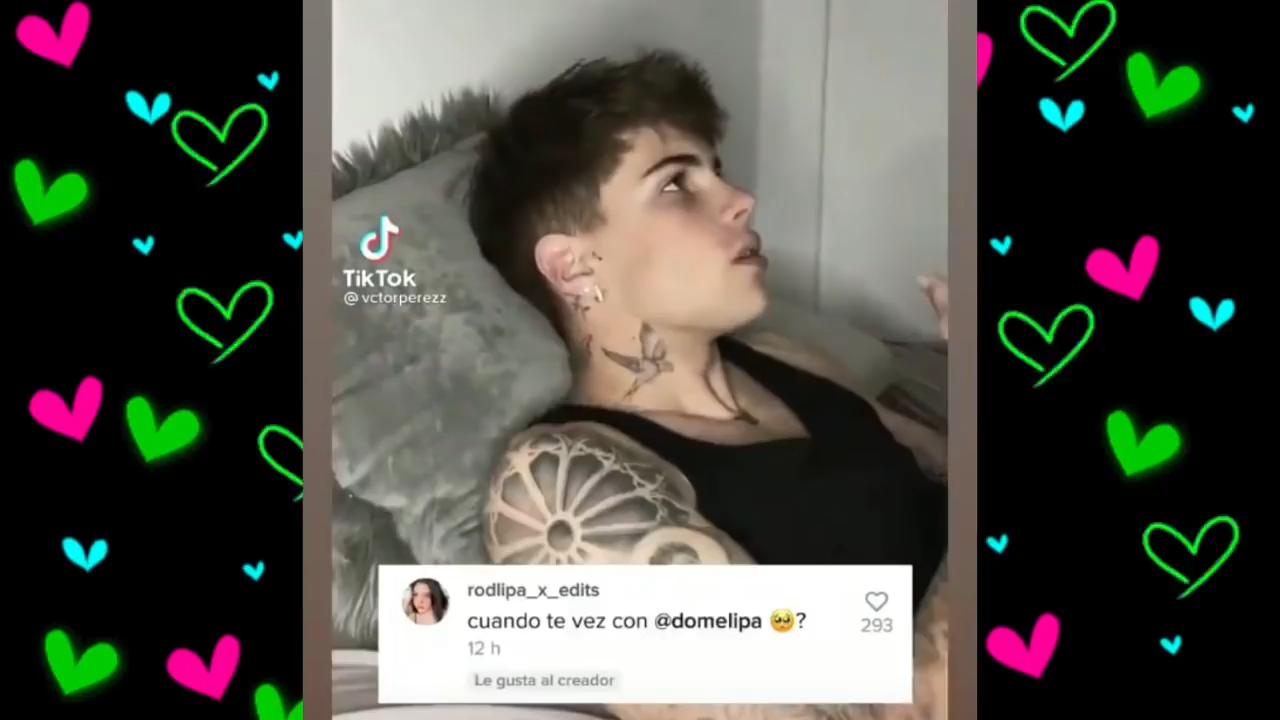 TikTok
@vctorperezz
rodlipa_x_edits
cuando te vez con @domelipa 🥺?
293
12 h
Le gusta al creador